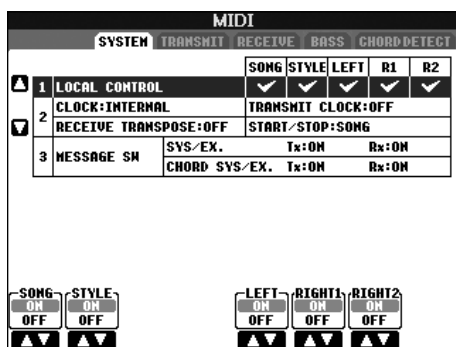 MIDI
SYSTEM TRANSMIT RECEIVE BASS CHORD DETECT
SONG STYLE LEFT R1 R2
1 LOCAL CONTROL
2 CLOCK:INTERNAL TRANSMIT CLOCK:OFF
RECEIVE TRANSPOSE:OFF START/STOP:SONG
3 MESSAGE SW SYS/EX. Tx:ON Rx:ON
CHORD SYS/EX. Tx:ON Rx:ON
SONG STYLE LEFT RIGHT1 RIGHT2
ON ON ON ON ON
OFF OFF OFF OFF OFF